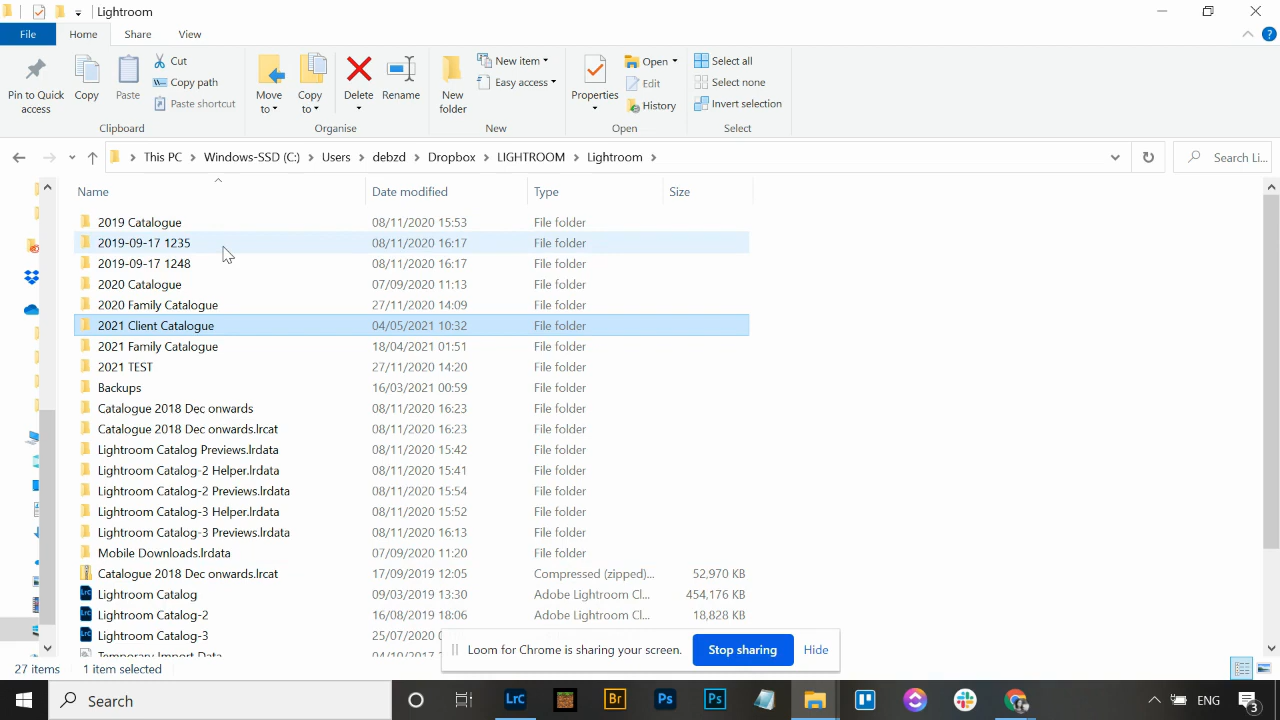 Lightroom
File Home Share View
Pin to Quick access
Copy
Paste
Cut
Copy path
Paste shortcut
Clipboard
Move to
Copy to
Delete
Rename
Organise
New folder
New item
Easy access
New
Properties
Open
Edit
History
Open
Select all
Select none
Invert selection
Select
This PC Windows-SSD (C:) Users debzd Dropbox LIGHTROOM Lightroom
Search Li...
Name Date modified Type Size
2019 Catalogue 08/11/2020 15:53 File folder
2019-09-17 1235 08/11/2020 16:17 File folder
2019-09-17 1248 08/11/2020 16:17 File folder
2020 Catalogue 07/09/2020 11:13 File folder
2020 Family Catalogue 27/11/2020 14:09 File folder
2021 Client Catalogue 04/05/2021 10:32 File folder
2021 Family Catalogue 18/04/2021 01:51 File folder
2021 TEST 27/11/2020 14:20 File folder
Backups 16/03/2021 00:59 File folder
Catalogue 2018 Dec onwards 08/11/2020 16:23 File folder
Catalogue 2018 Dec onwards.lrcat 08/11/2020 16:23 File folder
Lightroom Catalog Previews.lrdata 08/11/2020 15:42 File folder
Lightroom Catalog-2 Helper.lrdata 08/11/2020 15:41 File folder
Lightroom Catalog-2 Previews.lrdata 08/11/2020 15:54 File folder
Lightroom Catalog-3 Helper.lrdata 08/11/2020 15:52 File folder
Lightroom Catalog-3 Previews.lrdata 08/11/2020 16:13 File folder
Mobile Downloads.lrdata 07/09/2020 11:20 File folder
Catalogue 2018 Dec onwards.lrcat 17/09/2019 12:05 Compressed (zipped)... 52,970 KB
Lightroom Catalog 09/03/2019 13:30 Adobe Lightroom Cl... 454,176 KB
Lightroom Catalog-2 16/08/2019 18:06 Adobe Lightroom Cl... 18,828 KB
Lightroom Catalog-3 25/07/2020
Temporary Import Data 04/10/2017
Loom for Chrome is sharing your screen. Stop sharing Hide
27 items 1 item selected
Search
Lrc Br Ps Ps
ENG
3